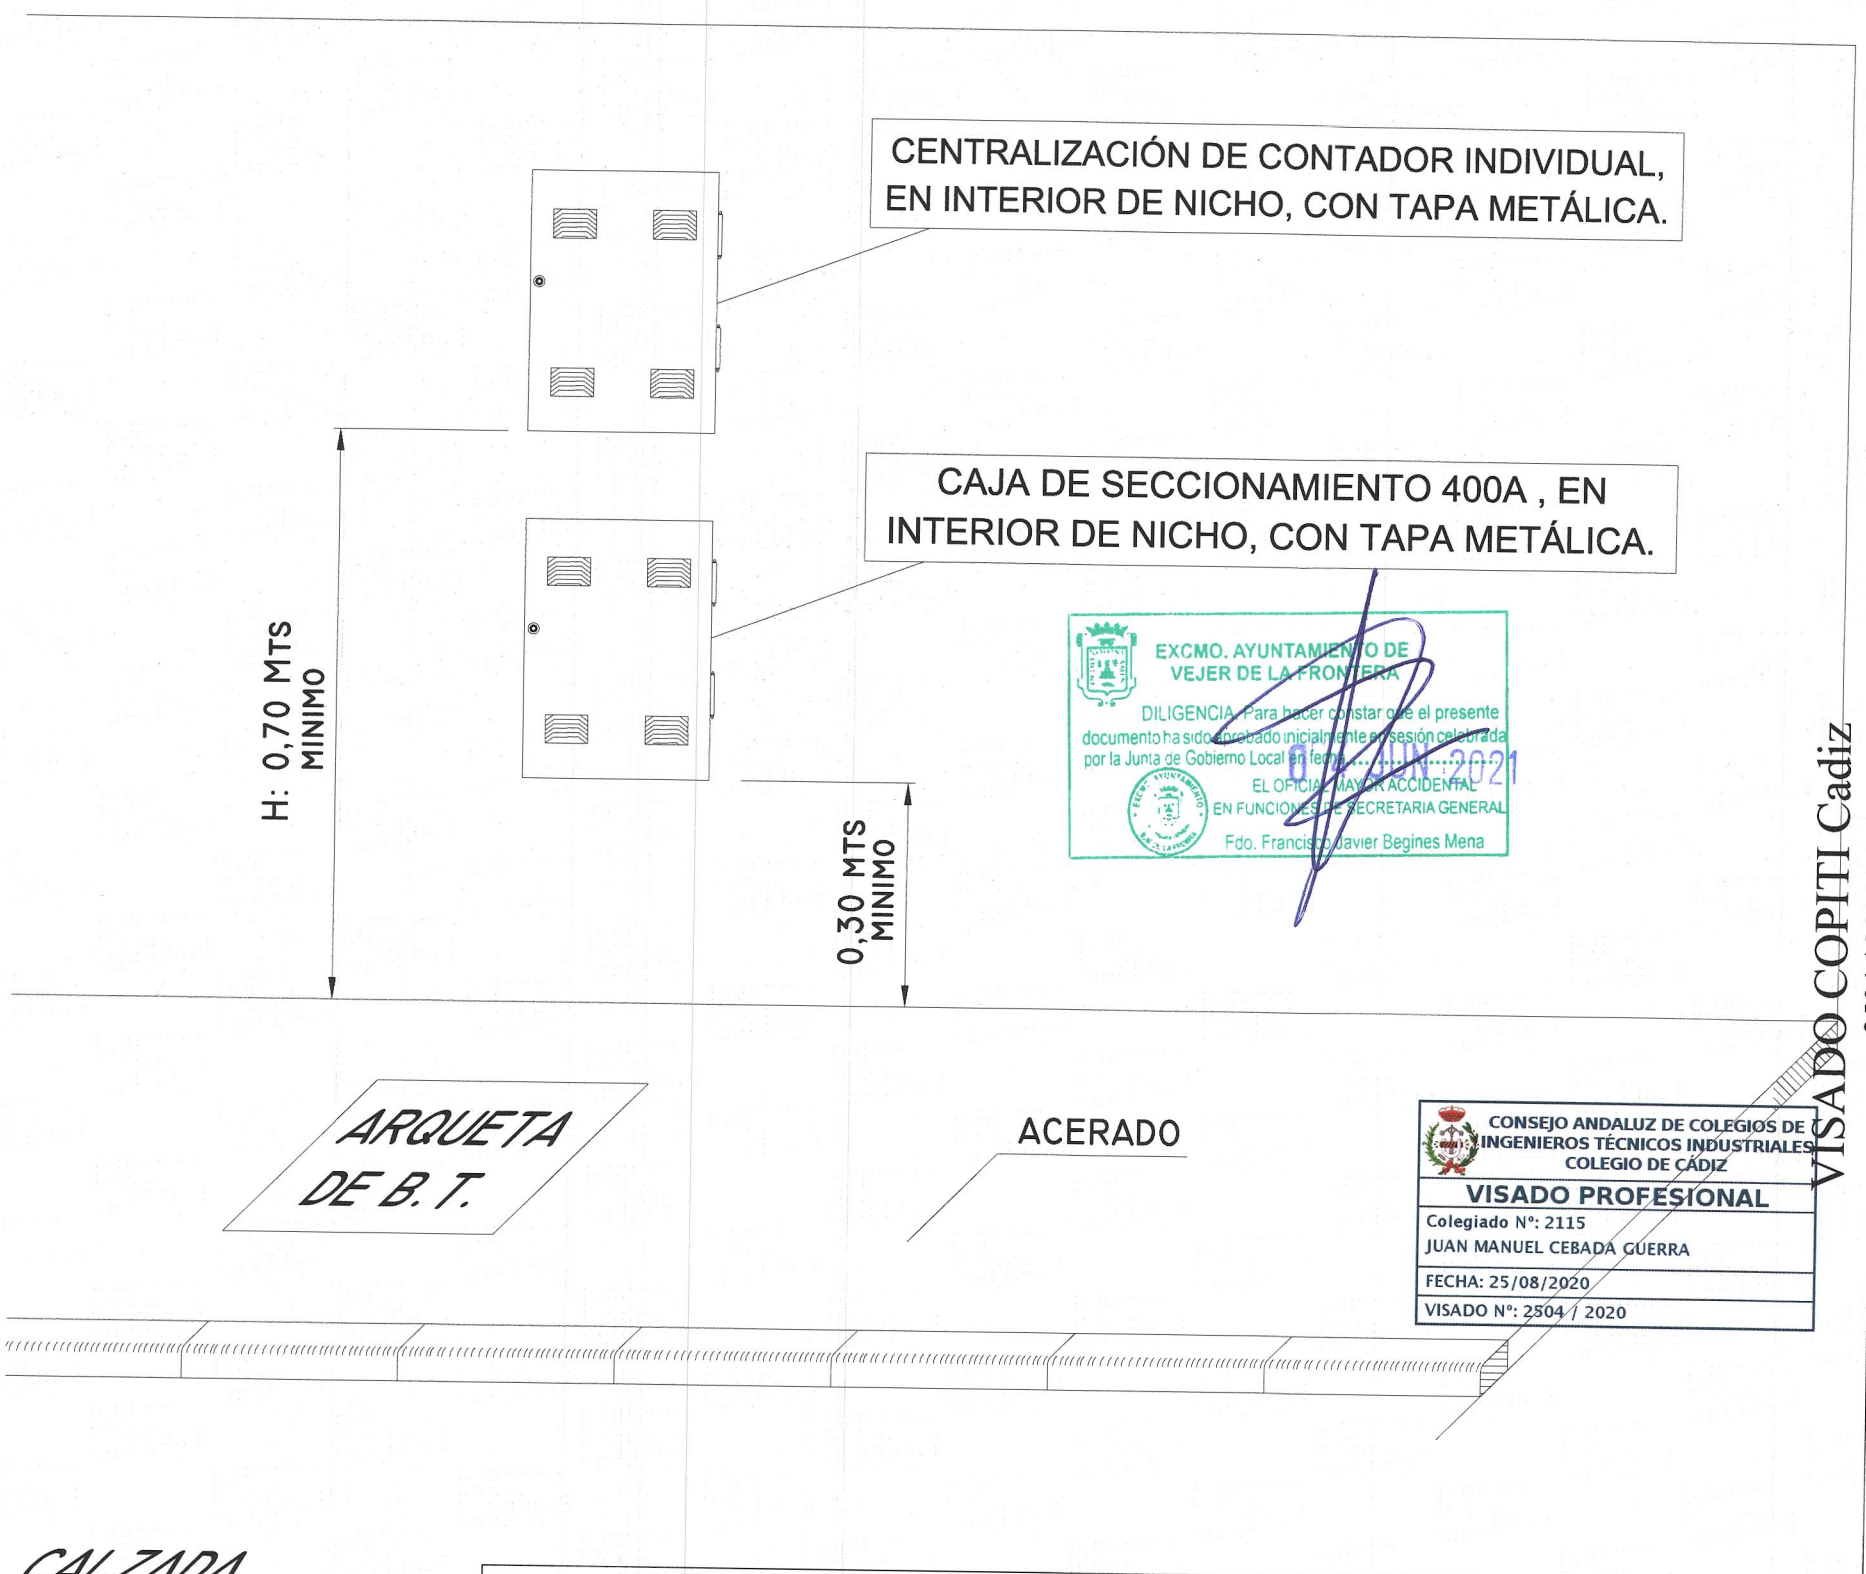 CENTRALIZACIÓN DE CONTADOR INDIVIDUAL,
EN INTERIOR DE NICHO, CON TAPA METÁLICA.
CAJA DE SECCIONAMIENTO 400A , EN
INTERIOR DE NICHO, CON TAPA METÁLICA.
H: 0,70 MTS
MINIMO
0,30 MTS
MINIMO
EXCMO. AYUNTAMIENTO DE
VEJER DE LA FRONTERA
DILIGENCIA. Para hacer constar que el presente
documento ha sido aprobado inicialmente en sesión celebrada
por la Junta de Gobierno Local en fecha
04 JUN 2021
EL OFICIAL MAYOR ACCIDENTAL
EN FUNCIONES DE SECRETARIA GENERAL
Fdo. Francisco Javier Begines Mena
VISADO COPITI Cadiz
ARQUETA
DE B.T.
ACERADO
CONSEJO ANDALUZ DE COLEGIOS DE
INGENIEROS TÉCNICOS INDUSTRIALES
COLEGIO DE CÁDIZ
VISADO PROFESIONAL
Colegiado Nº: 2115
JUAN MANUEL CEBADA GUERRA
FECHA: 25/08/2020
VISADO Nº: 2504 / 2020
CALZADA